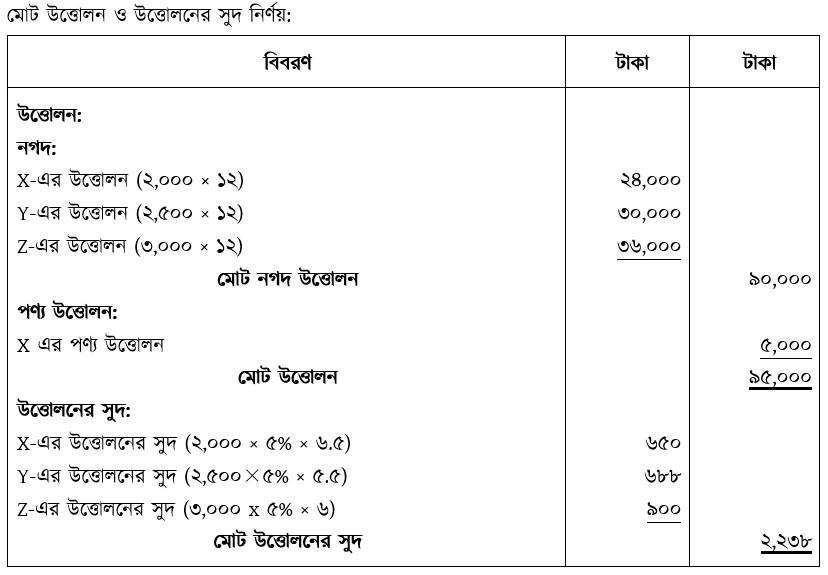 মোট উত্তোলন ও উত্তোলনের সুদ নির্ণয়:
বিবরণ টাকা টাকা
উত্তোলন:
নগদ:
X-এর উত্তোলন (২,০০০ × ১২) ২৪,০০০
Y-এর উত্তোলন (২,৫০০ × ১২) ৩০,০০০
Z-এর উত্তোলন (৩,০০০ × ১২) ৩৬,০০০
মোট নগদ উত্তোলন ৯০,০০০
পণ্য উত্তোলন:
X এর পণ্য উত্তোলন ৫,০০০
মোট উত্তোলন ৯৫,০০০
উত্তোলনের সুদ:
X-এর উত্তোলনের সুদ (২,০০০ × ৫% × ৬.৫) ৬৫০
Y-এর উত্তোলনের সুদ (২,৫০০×৫% × ৫.৫) ৬৮৮
Z-এর উত্তোলনের সুদ (৩,০০০ x ৫% × ৬) ৯০০
মোট উত্তোলনের সুদ ২,২৩৮